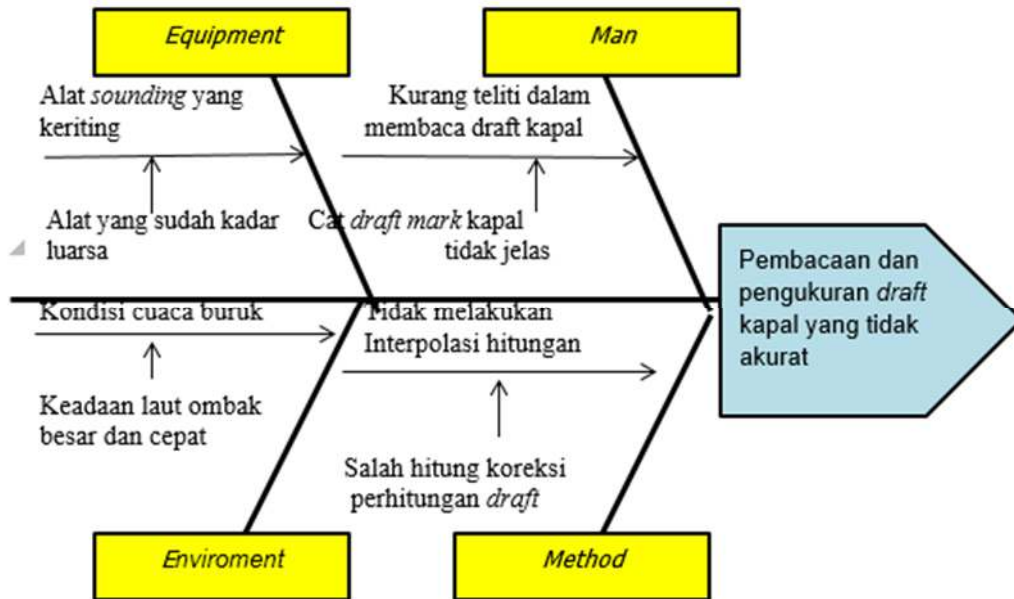 Equipment
Man
Alat sounding yang
keriting
Kurang teliti dalam
membaca draft kapal
Alat yang sudah kadar
luarsa
Cat draft mark kapal
tidak jelas
Pembacaan dan
pengukuran draft
kapal yang tidak
akurat
Kondisi cuaca buruk
Tidak melakukan
Interpolasi hitungan
Keadaan laut ombak
besar dan cepat
Salah hitung koreksi
perhitungan draft
Enviroment
Method